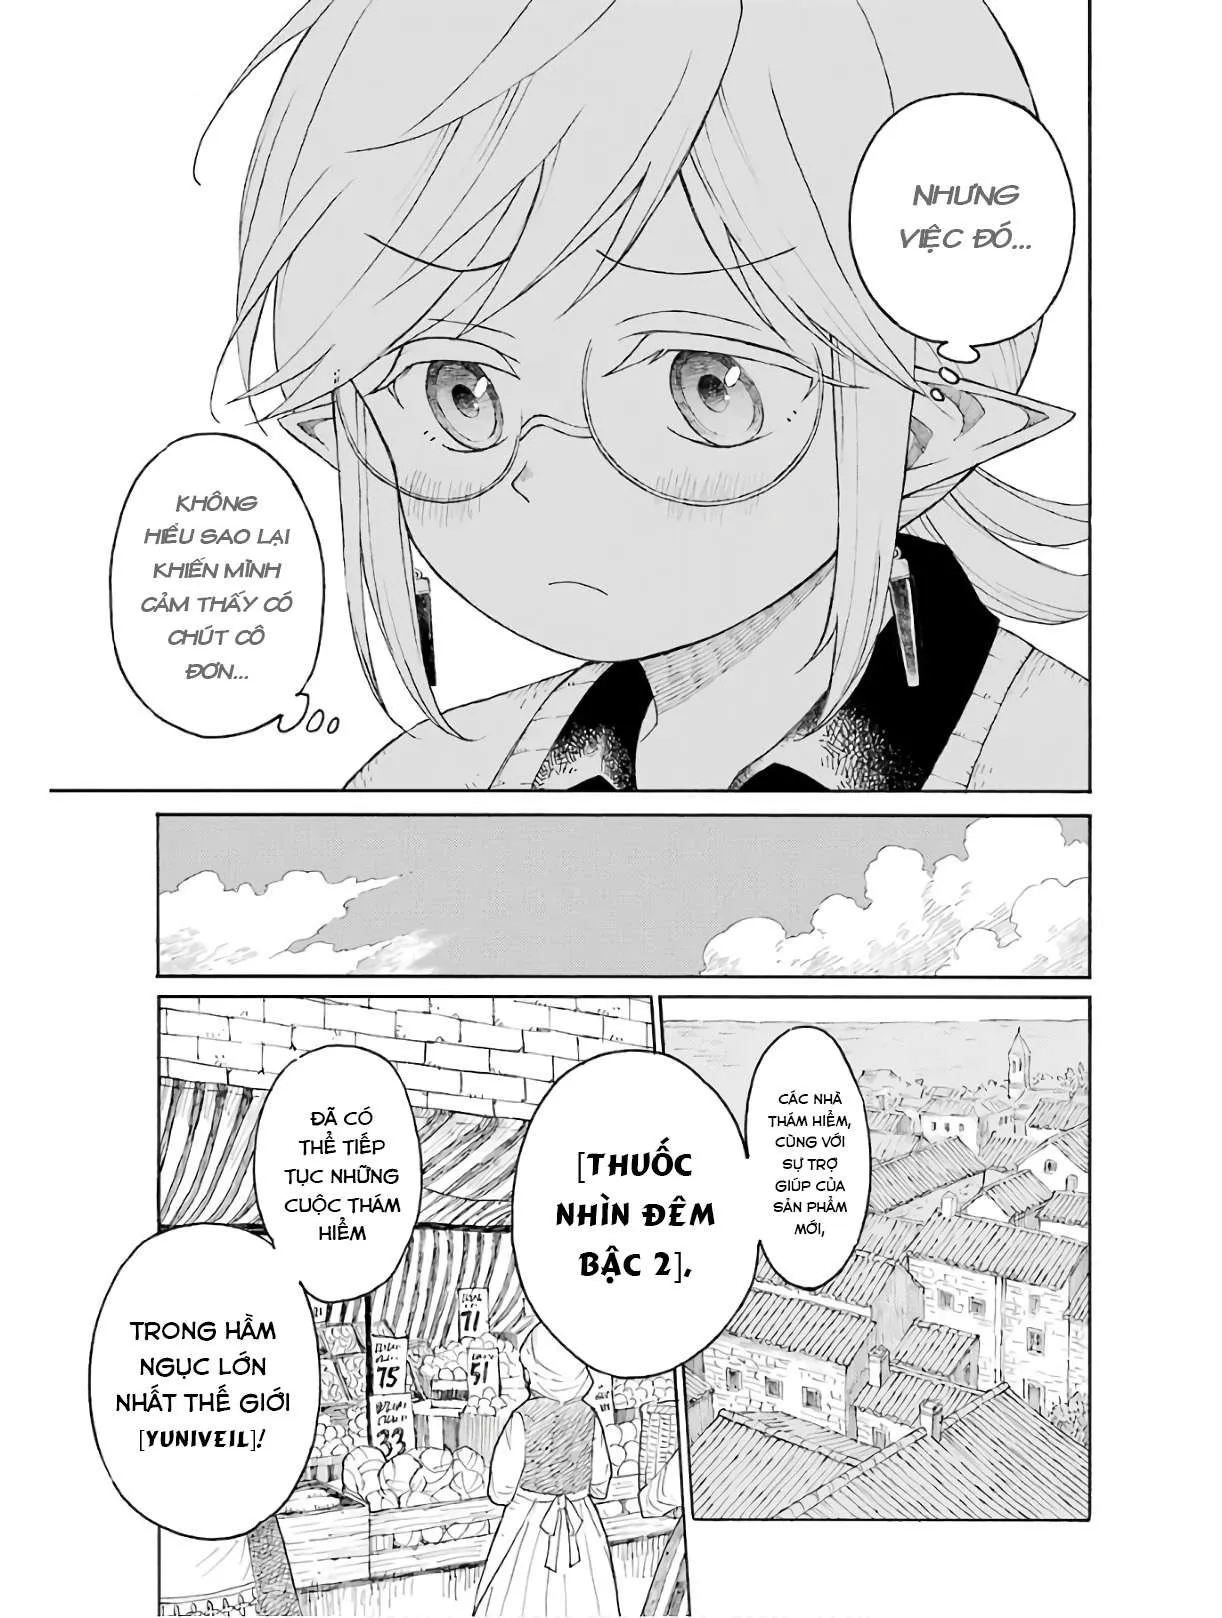 NHƯNG
VIỆC ĐÓ...
KHÔNG
HIỂU SAO LẠI
KHIẾN MÌNH
CẢM THẤY CÓ
CHÚT CÔ
ĐƠN...
CÁC NHÀ
THÁM HIỂM,
CÙNG VỚI
SỰ TRỢ
GIÚP CỦA
SẢN PHẨM
MỚI,
[THUỐC
NHÌN ĐÊM
BẬC 2],
ĐÃ CÓ
THỂ TIẾP
TỤC NHỮNG
CUỘC THÁM
HIỂM
TRONG HẦM
NGỤC LỚN
NHẤT THẾ GIỚI
[YUNIVEIL]!
71
51
75
33